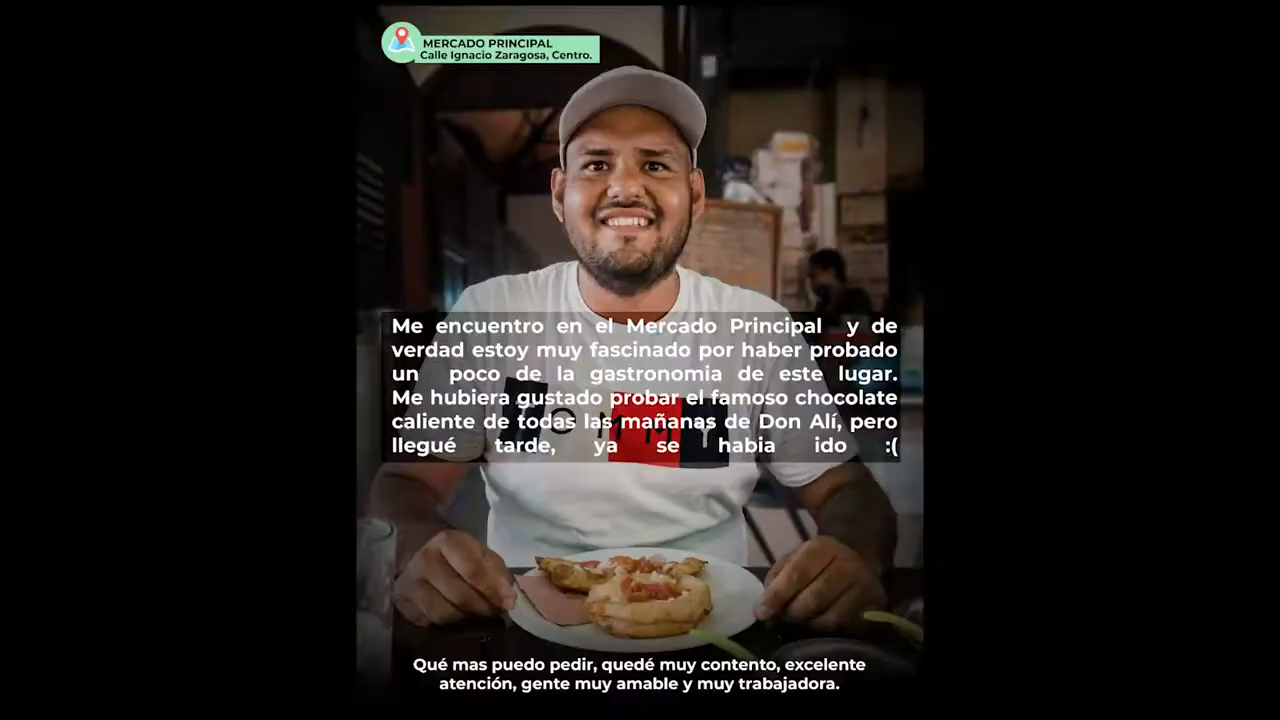 MERCADO PRINCIPAL
Calle Ignacio Zaragosa, Centro.
Me encuentro en el Mercado Principal y de
verdad estoy muy fascinado por haber probado
un poco de la gastronomia de este lugar.
Me hubiera gustado probar el famoso chocolate
caliente de todas las mañanas de Don Alí, pero
llegué tarde, ya se habia ido :(
TOMMY
Qué mas puedo pedir, quedé muy contento, excelente
atención, gente muy amable y muy trabajadora.